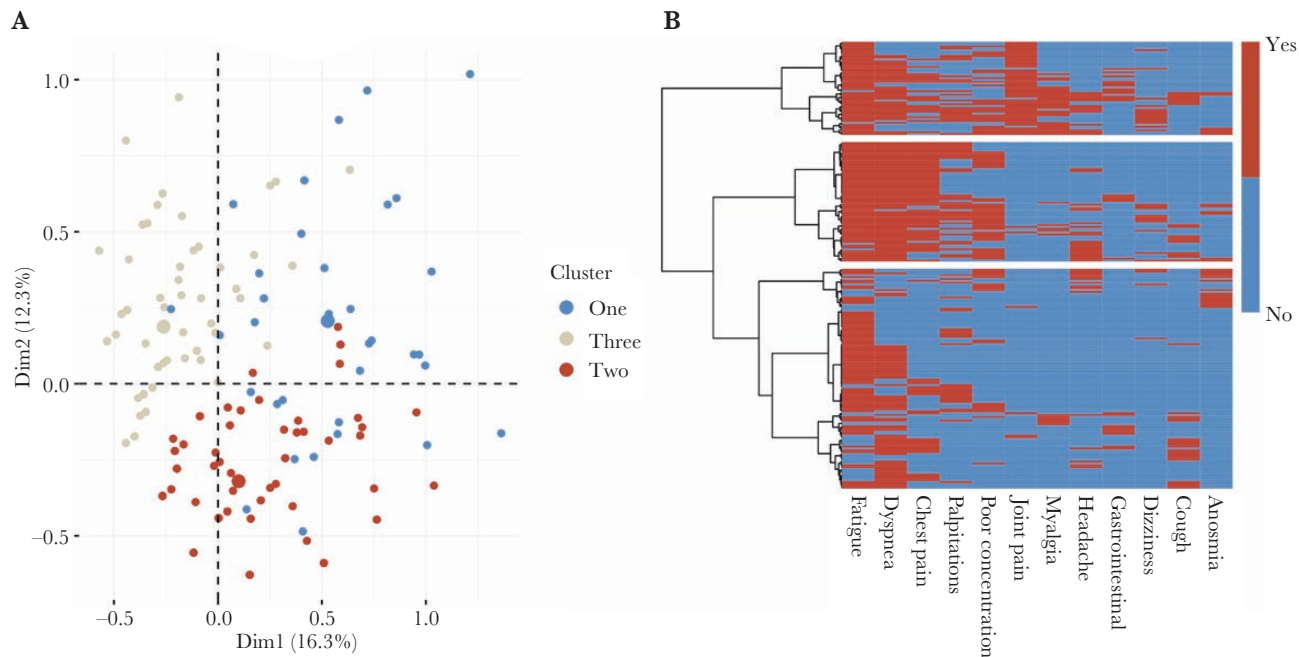 A
1.0
0.5
0.0
−0.5
Dim2 (12.3%)
−0.5
0.0
0.5
1.0
Dim1 (16.3%)
Cluster
One
Three
Two
B
Yes
No
Fatigue
Dyspnea
Chest pain
Palpitations
Poor concentration
Joint pain
Myalgia
Headache
Gastrointestinal
Dizziness
Cough
Anosmia